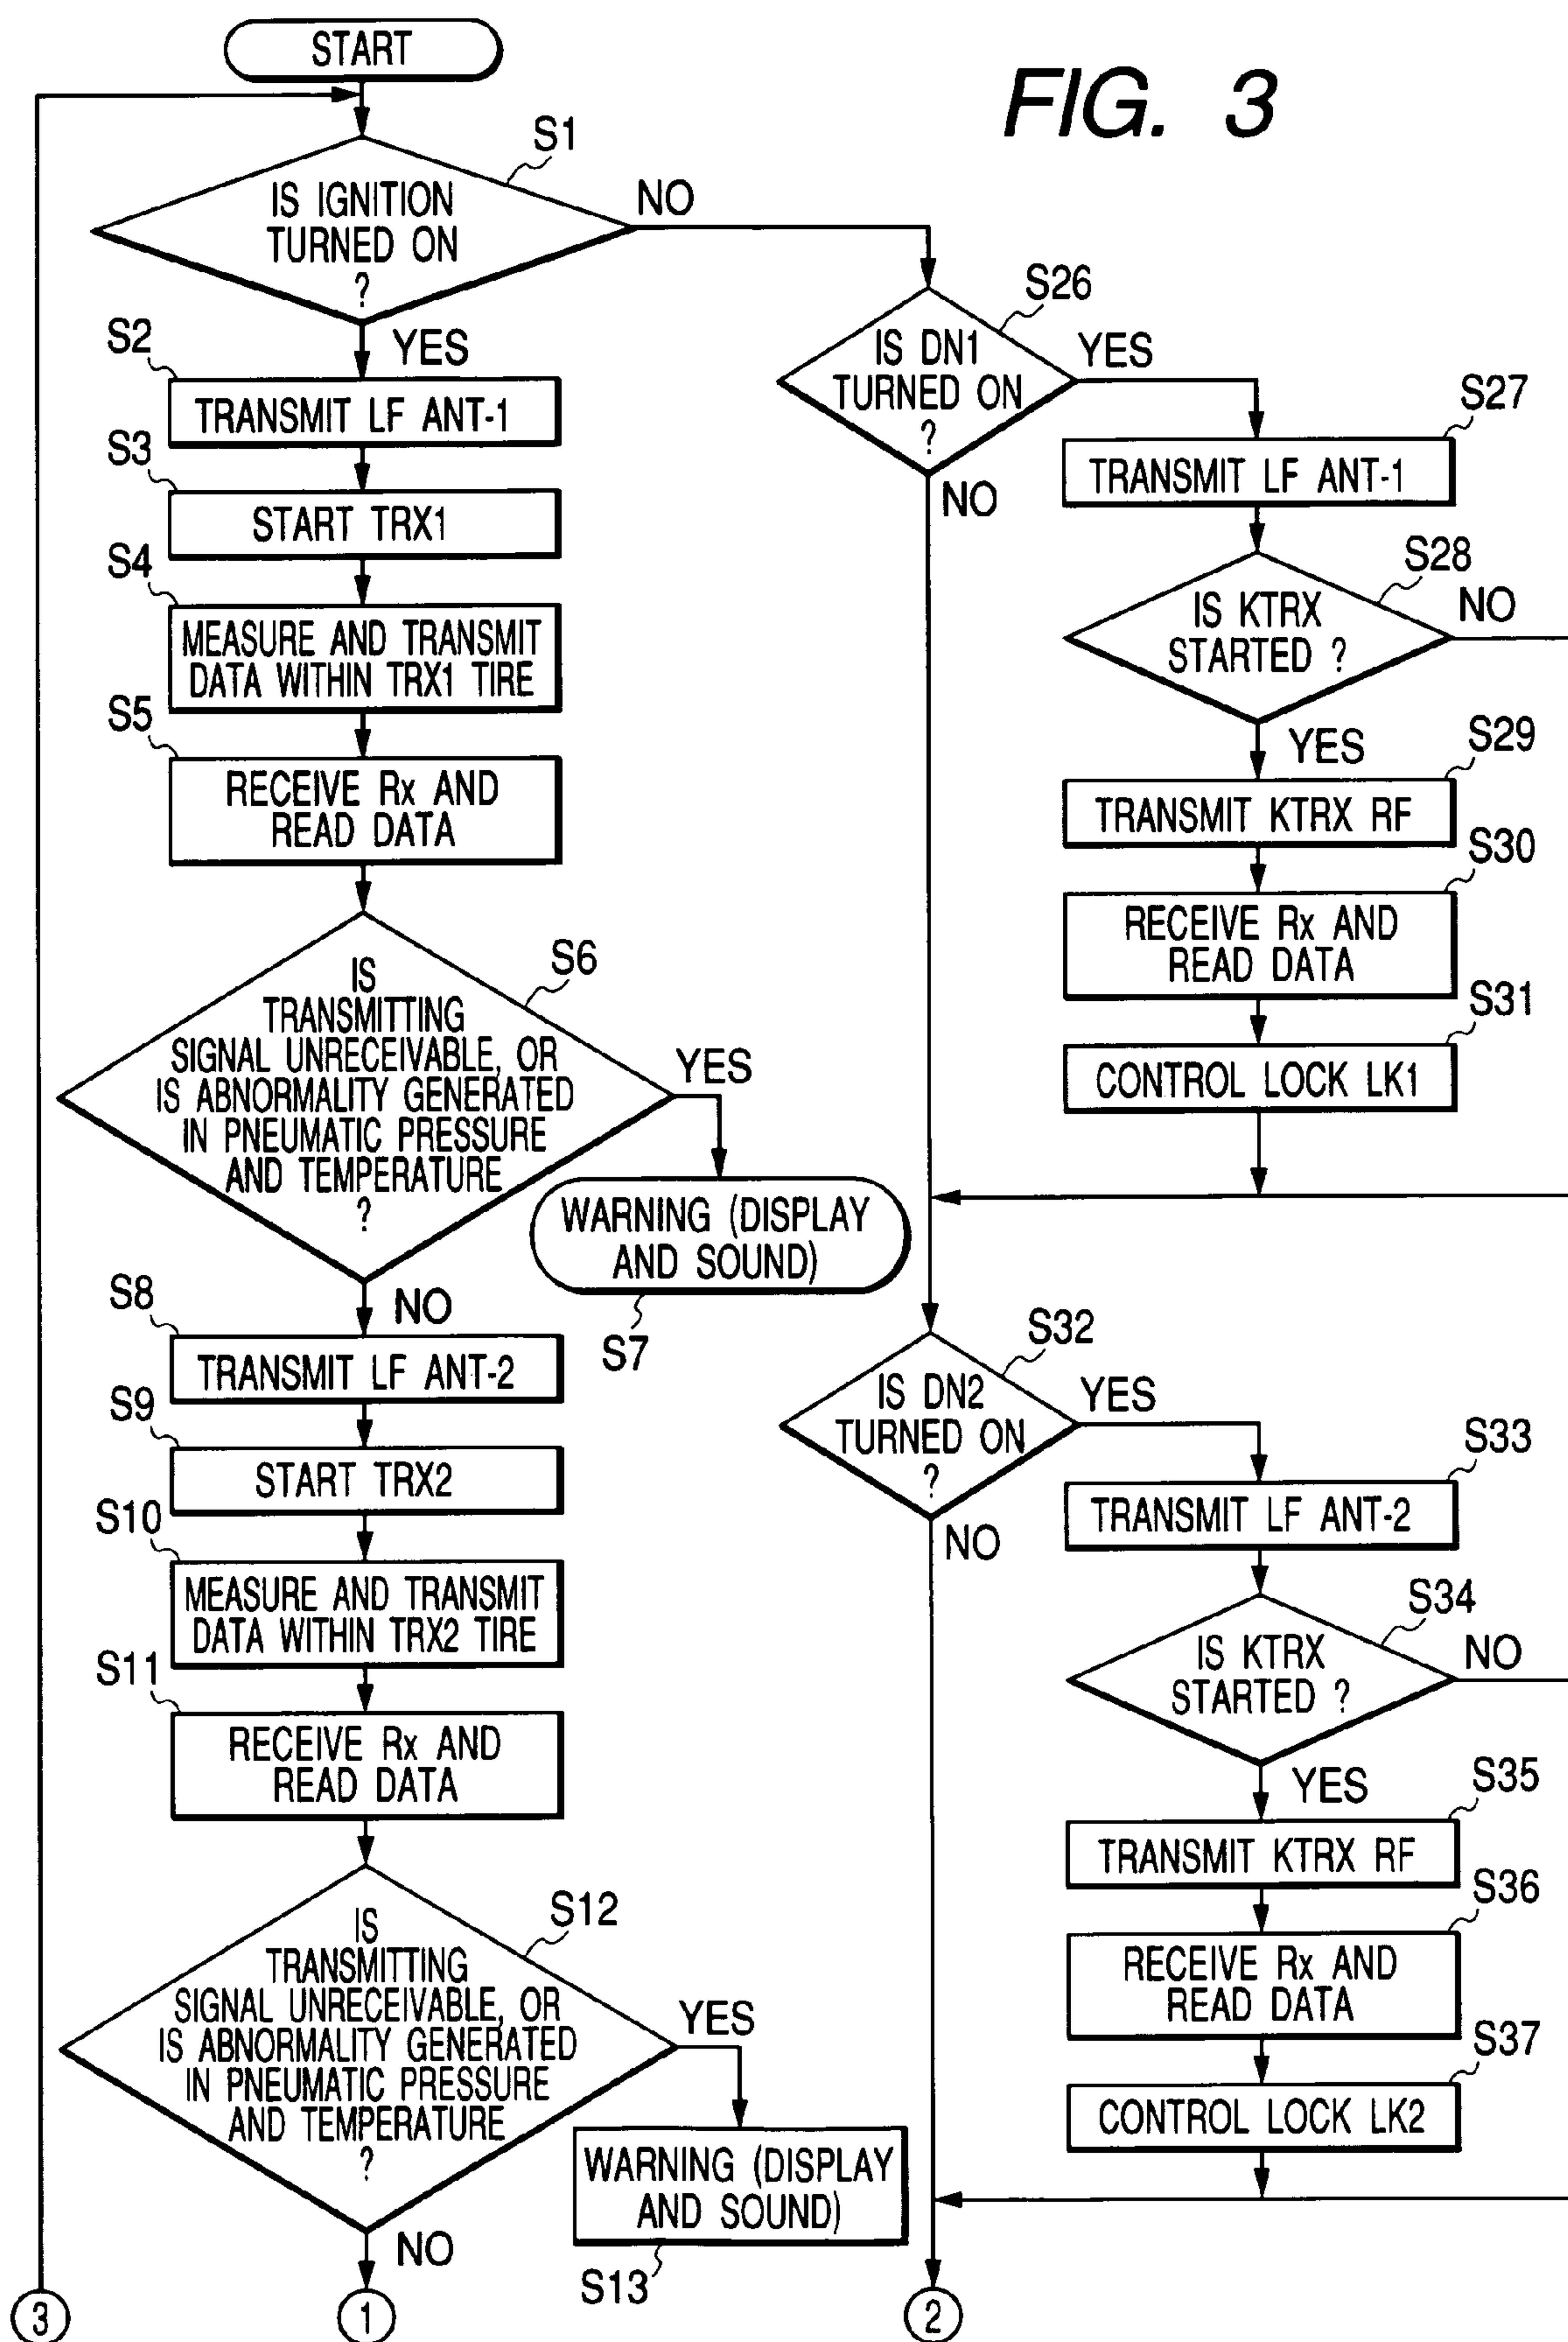 FIG. 3
START
S1
IS IGNITION
TURNED ON
?
NO
YES
S2
TRANSMIT LF ANT-1
S3
START TRX1
S4
MEASURE AND TRANSMIT
DATA WITHIN TRX1 TIRE
S5
RECEIVE Rx AND
READ DATA
S6
IS
TRANSMITTING
SIGNAL UNRECEIVABLE, OR
IS ABNORMALITY GENERATED
IN PNEUMATIC PRESSURE
AND TEMPERATURE
?
YES
WARNING (DISPLAY
AND SOUND)
S7
NO
S8
TRANSMIT LF ANT-2
S9
START TRX2
S10
MEASURE AND TRANSMIT
DATA WITHIN TRX2 TIRE
S11
RECEIVE Rx AND
READ DATA
S12
IS
TRANSMITTING
SIGNAL UNRECEIVABLE, OR
IS ABNORMALITY GENERATED
IN PNEUMATIC PRESSURE
AND TEMPERATURE
?
YES
WARNING (DISPLAY
AND SOUND)
S13
NO
3
1
S26
IS DN1
TURNED ON
?
YES
NO
S27
TRANSMIT LF ANT-1
S28
IS KTRX
STARTED ?
NO
YES
S29
TRANSMIT KTRX RF
S30
RECEIVE Rx AND
READ DATA
S31
CONTROL LOCK LK1
S32
IS DN2
TURNED ON
?
YES
NO
S33
TRANSMIT LF ANT-2
S34
IS KTRX
STARTED ?
NO
YES
S35
TRANSMIT KTRX RF
S36
RECEIVE Rx AND
READ DATA
S37
CONTROL LOCK LK2
2